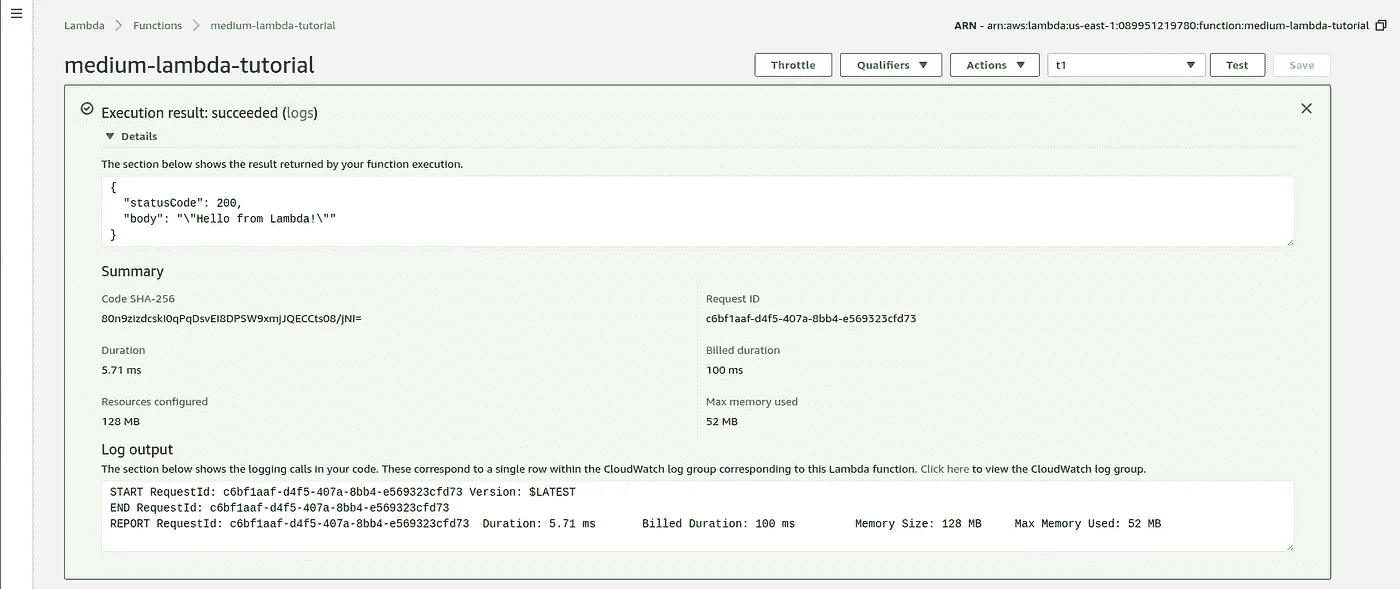 Lambda > Functions > medium-lambda-tutorial
ARN - arn:aws:lambda:us-east-1:089951219780:function:medium-lambda-tutorial
medium-lambda-tutorial
Throttle
Qualifiers
Actions
t1
Test
Save
Execution result: succeeded (logs)
Details
The section below shows the result returned by your function execution.
{
"statusCode": 200,
"body": "\"Hello from Lambda!\""
}
Summary
Code SHA-256
80n9zizdcskI0qPqDsvEI8DPSW9xmjJQECCts08/JNI=
Request ID
c6bf1aaf-d4f5-407a-8bb4-e569323cfd73
Duration
5.71 ms
Billed duration
100 ms
Resources configured
128 MB
Max memory used
52 MB
Log output
The section below shows the logging calls in your code. These correspond to a single row within the CloudWatch log group corresponding to this Lambda function. Click here to view the CloudWatch log group.
START RequestId: c6bf1aaf-d4f5-407a-8bb4-e569323cfd73 Version: $LATEST
END RequestId: c6bf1aaf-d4f5-407a-8bb4-e569323cfd73
REPORT RequestId: c6bf1aaf-d4f5-407a-8bb4-e569323cfd73 Duration: 5.71 ms Billed Duration: 100 ms Memory Size: 128 MB Max Memory Used: 52 MB